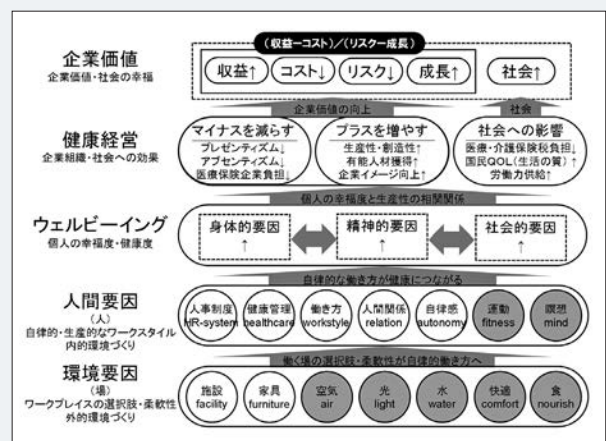 (収益ーコスト)/(リスクー成長)
企業価値
企業価値・社会の幸福
収益↑
コスト↓
リスク↓
成長↑
社会↑
企業価値の向上
社会
健康経営
企業組織・社会への効果
マイナスを減らす
プレゼンティズム↓
アブセンティズム↓
医療保険企業負担↓
プラスを増やす
生産性・創造性↑
有能人材獲得↑
企業イメージ向上↑
社会への影響
医療・介護保険税負担↓
国民QOL(生活の質)↑
労働力供給↑
個人の幸福度と生産性の相関関係
ウェルビーイング
個人の幸福度・健康度
身体的要因
↑
精神的要因
↑
社会的要因
↑
自律的な働き方が健康につながる
人間要因
(人)
自律的・生産的なワークスタイル
内的環境づくり
人事制度
HR-system
健康管理
healthcare
働き方
workstyle
人間関係
relation
自律感
autonomy
運動
fitness
瞑想
mind
働く場の選択肢・柔軟性が自律的働き方へ
環境要因
(場)
ワークプレイスの選択肢・柔軟性
外的環境づくり
施設
facility
家具
furniture
空気
air
光
light
水
water
快適
comfort
食
nourish